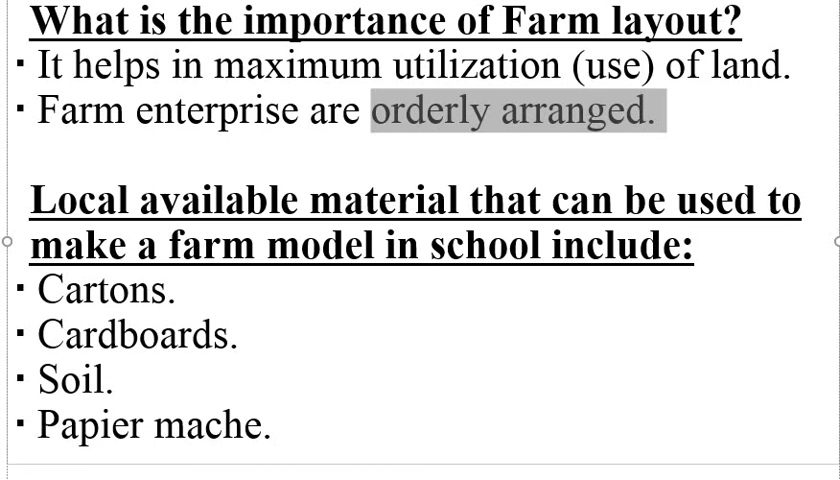 What is the importance of Farm layout?
▪ It helps in maximum utilization (use) of land.
▪ Farm enterprise are orderly arranged.
Local available material that can be used to
make a farm model in school include:
▪ Cartons.
▪ Cardboards.
▪ Soil.
▪ Papier mache.